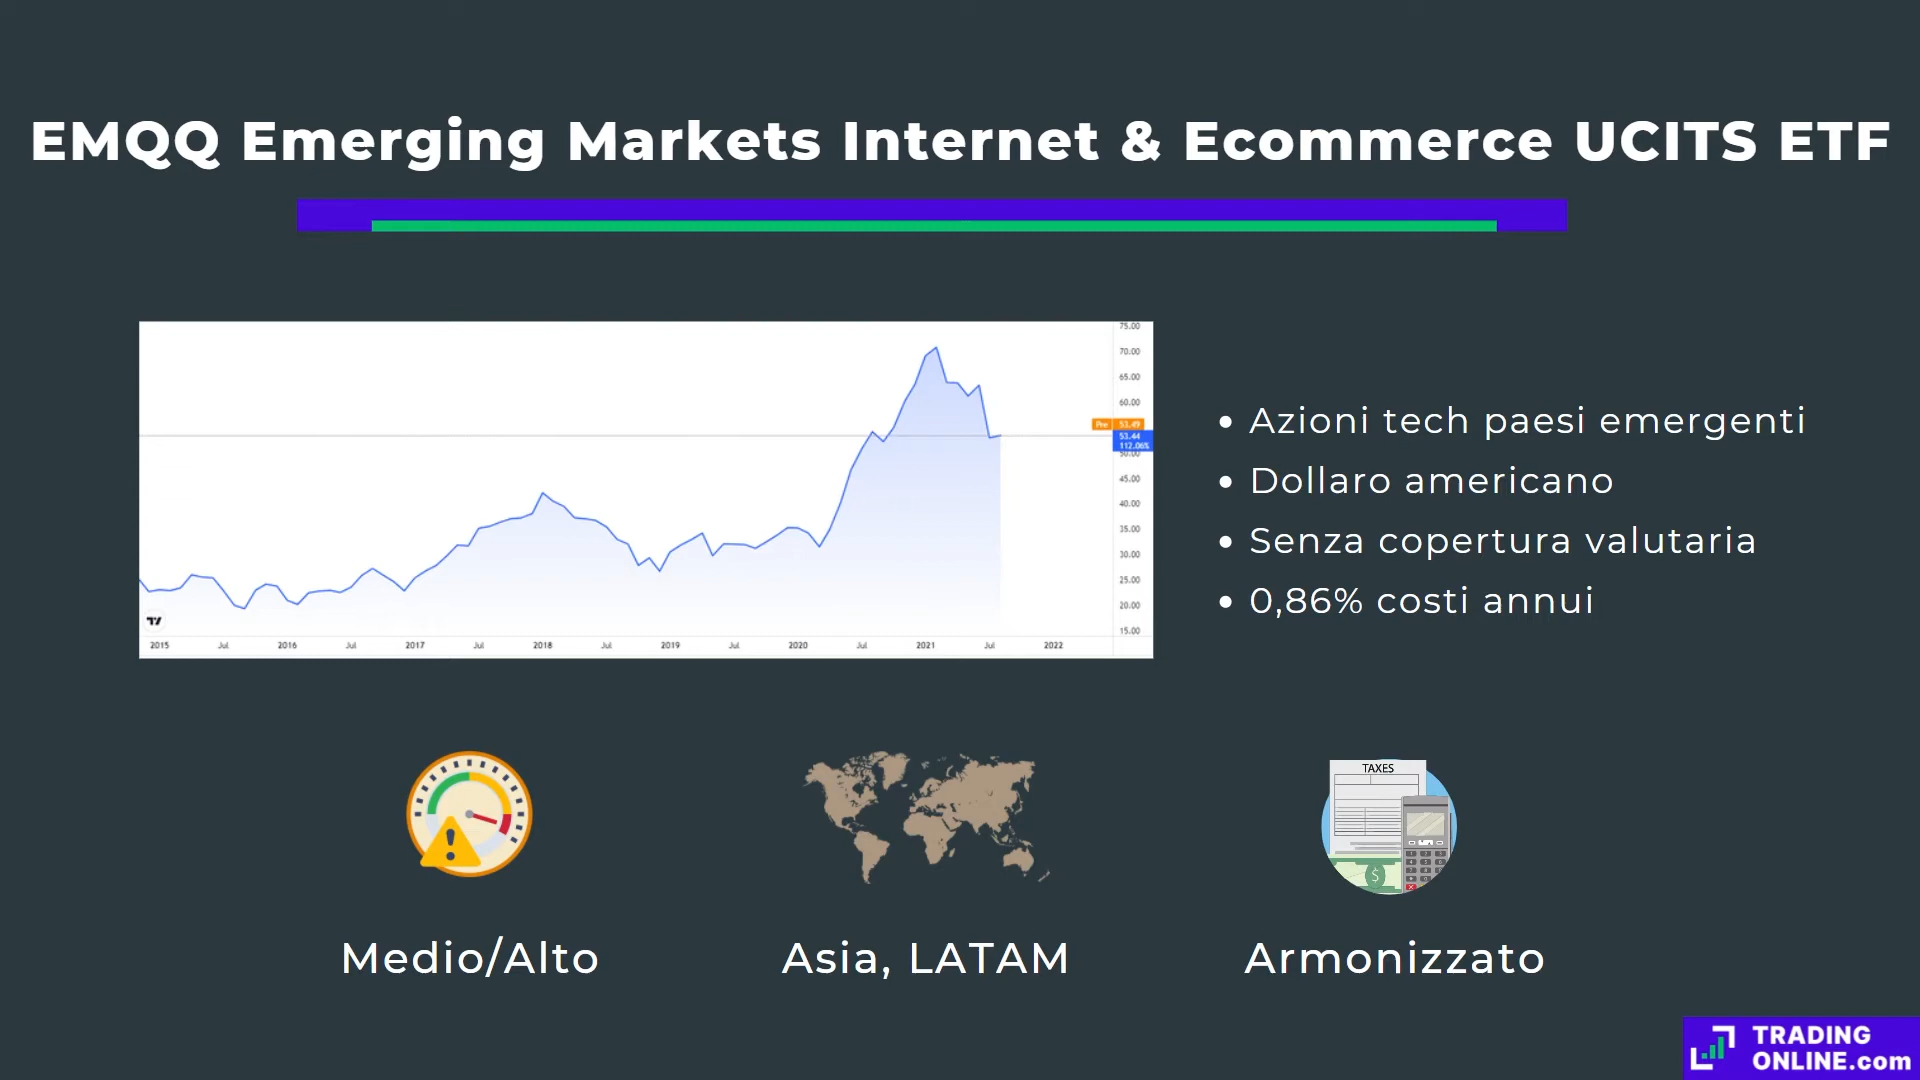 EMQQ Emerging Markets Internet & Ecommerce UCITS ETF
75.00
70.00
65.00
60.00
Pre 53.49
53.44
112.06%
50.00
45.00
40.00
35.00
30.00
25.00
20.00
15.00
2015 Jul 2016 Jul 2017 Jul 2018 Jul 2019 Jul 2020 Jul 2021 Jul 2022
• Azioni tech paesi emergenti
• Dollaro americano
• Senza copertura valutaria
• 0,86% costi annui
TAXES
Medio/Alto
Asia, LATAM
Armonizzato
TRADING
ONLINE.com